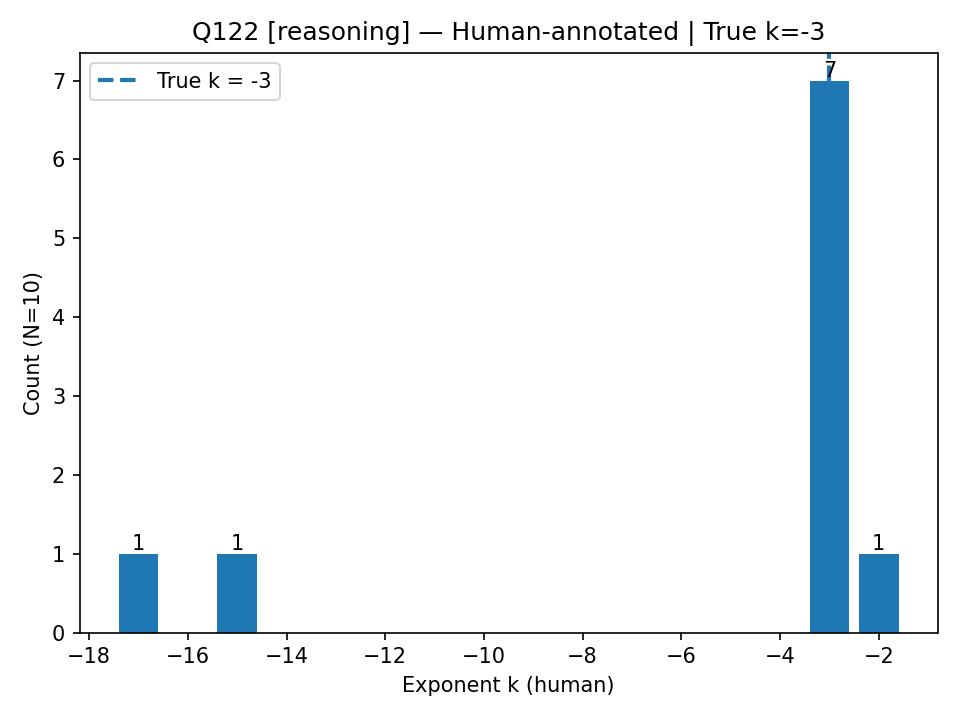 Q122 [reasoning] — Human-annotated | True k=-3
True k = -3
7
6
5
4
3
2
1
0
Count (N=10)
1
1
7
1
−18 −16 −14 −12 −10 −8 −6 −4 −2
Exponent k (human)